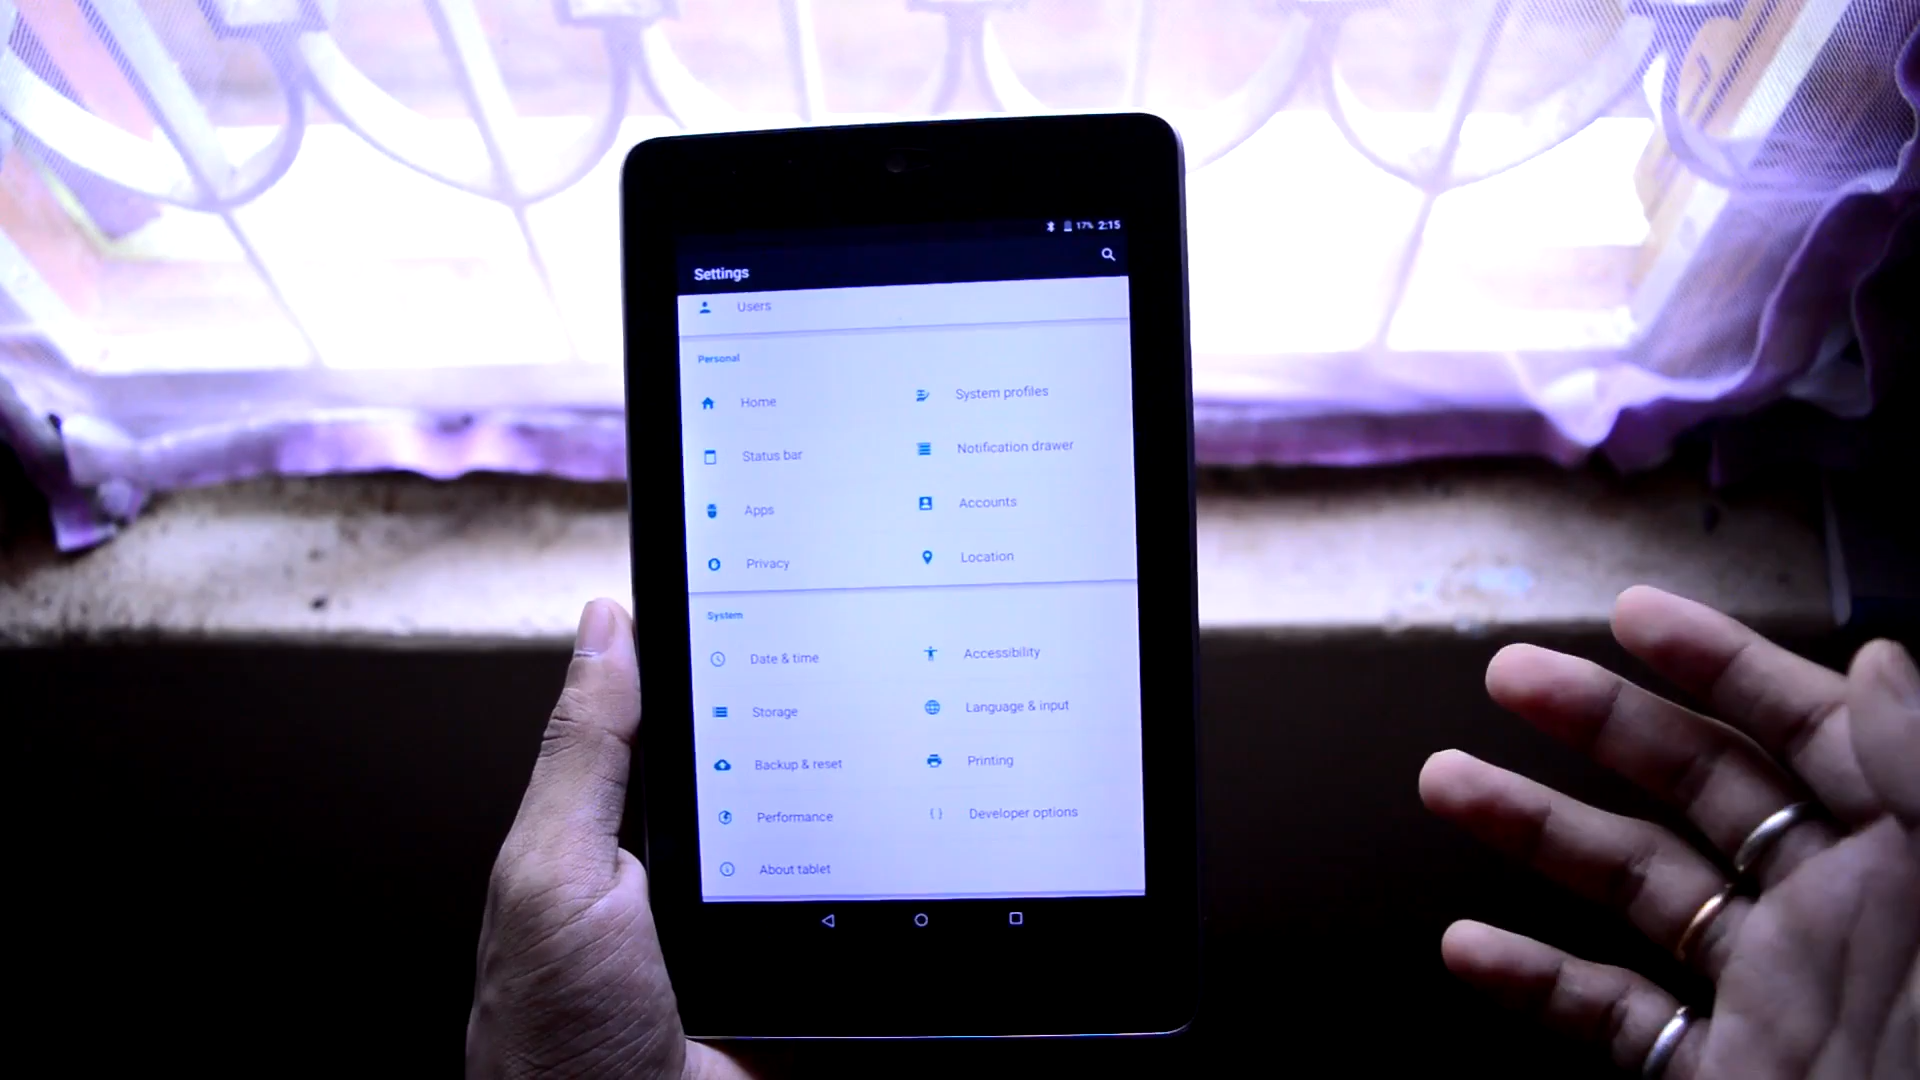 17% 2:15
Settings
Users
Personal
Home
System profiles
Status bar
Notification drawer
Apps
Accounts
Privacy
Location
System
Date & time
Accessibility
Storage
Language & input
Backup & reset
Printing
Performance
{ } Developer options
About tablet